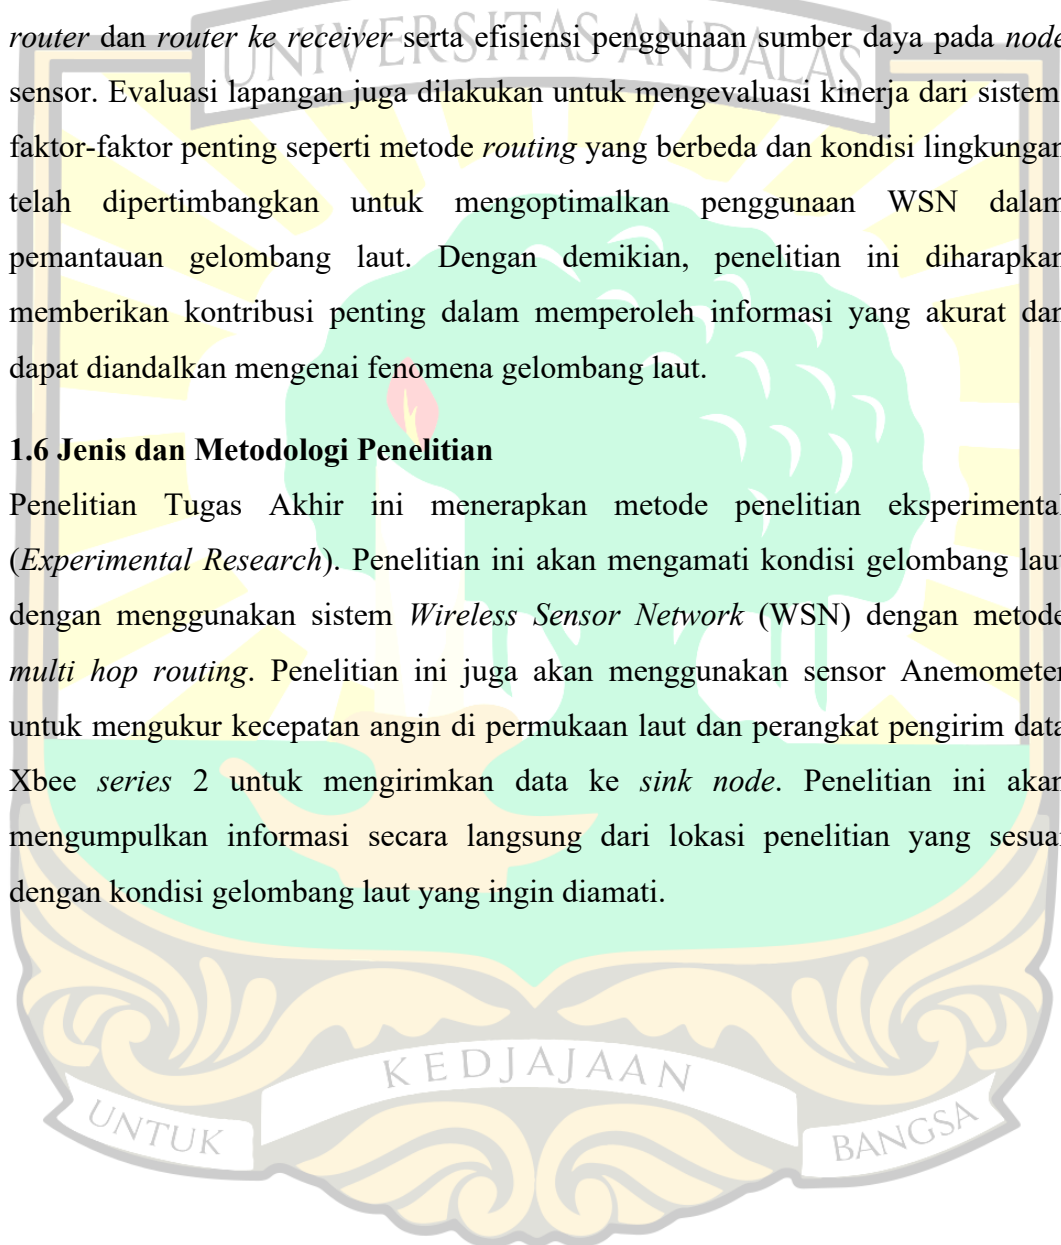 UNIVERSITAS ANDALAS
router dan router ke receiver serta efisiensi penggunaan sumber daya pada node
sensor. Evaluasi lapangan juga dilakukan untuk mengevaluasi kinerja dari sistem
faktor-faktor penting seperti metode routing yang berbeda dan kondisi lingkungan
telah dipertimbangkan untuk mengoptimalkan penggunaan WSN dalam
pemantauan gelombang laut. Dengan demikian, penelitian ini diharapkan
memberikan kontribusi penting dalam memperoleh informasi yang akurat dan
dapat diandalkan mengenai fenomena gelombang laut.
1.6 Jenis dan Metodologi Penelitian
Penelitian Tugas Akhir ini menerapkan metode penelitian eksperimental
(Experimental Research). Penelitian ini akan mengamati kondisi gelombang laut
dengan menggunakan sistem Wireless Sensor Network (WSN) dengan metode
multi hop routing. Penelitian ini juga akan menggunakan sensor Anemometer
untuk mengukur kecepatan angin di permukaan laut dan perangkat pengirim data
Xbee series 2 untuk mengirimkan data ke sink node. Penelitian ini akan
mengumpulkan informasi secara langsung dari lokasi penelitian yang sesuai
dengan kondisi gelombang laut yang ingin diamati.
UNTUK KEDJAJAAN BANGSA